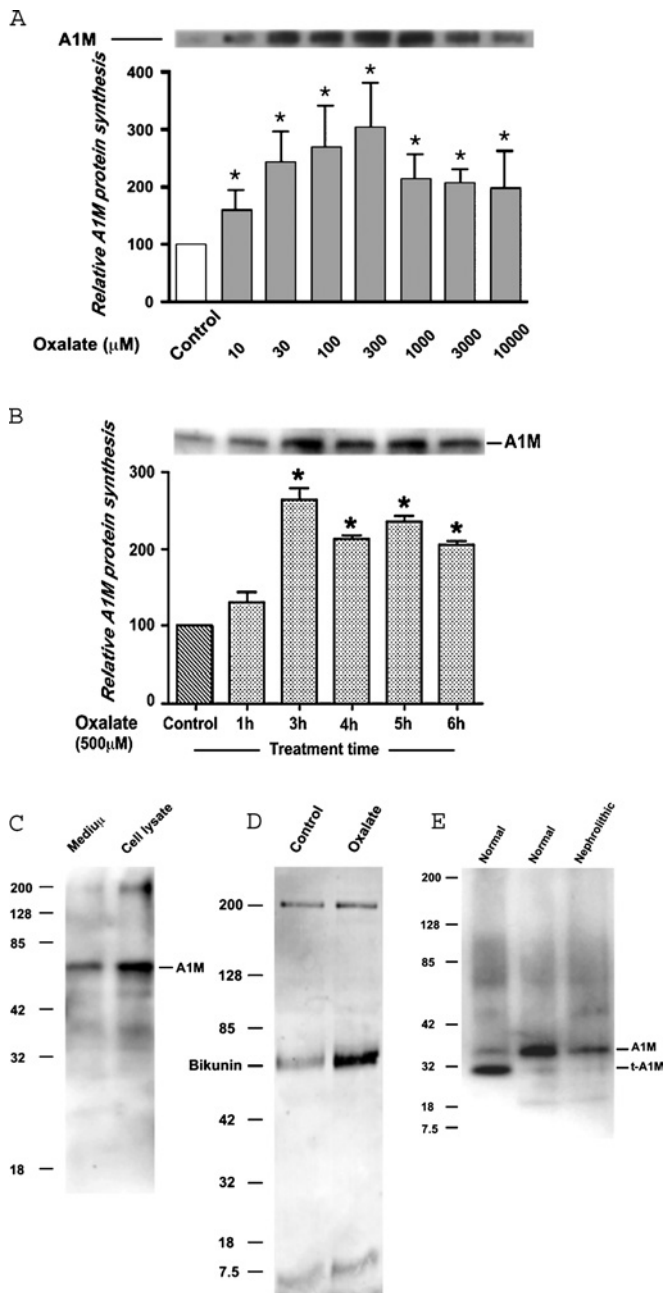 A
A1M
Relative A1M protein synthesis
400
*
300
*
*
*
*
*
*
200
100
0
Oxalate (μM)
Control
10
30
100
300
1000
3000
10000
B
A1M
Relative A1M protein synthesis
300
*
*
*
*
200
100
0
Oxalate
(500μM)
Control
1h
3h
4h
5h
6h
Treatment time
C
Mediuμ
Cell lysate
200
128
85
A1M
42
32
18
D
Control
Oxalate
200
128
85
Bikunin
42
32
18
7.5
E
Normal
Normal
Nephrolithic
200
128
85
42
A1M
32
t-A1M
18
7.5